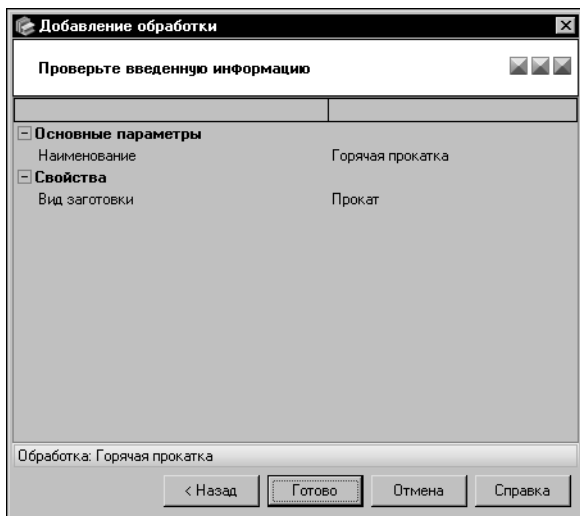 Добавление обработки
Проверьте введенную информацию
Основные параметры
Наименование Горячая прокатка
Свойства
Вид заготовки Прокат
Обработка: Горячая прокатка
< Назад Готово Отмена Справка